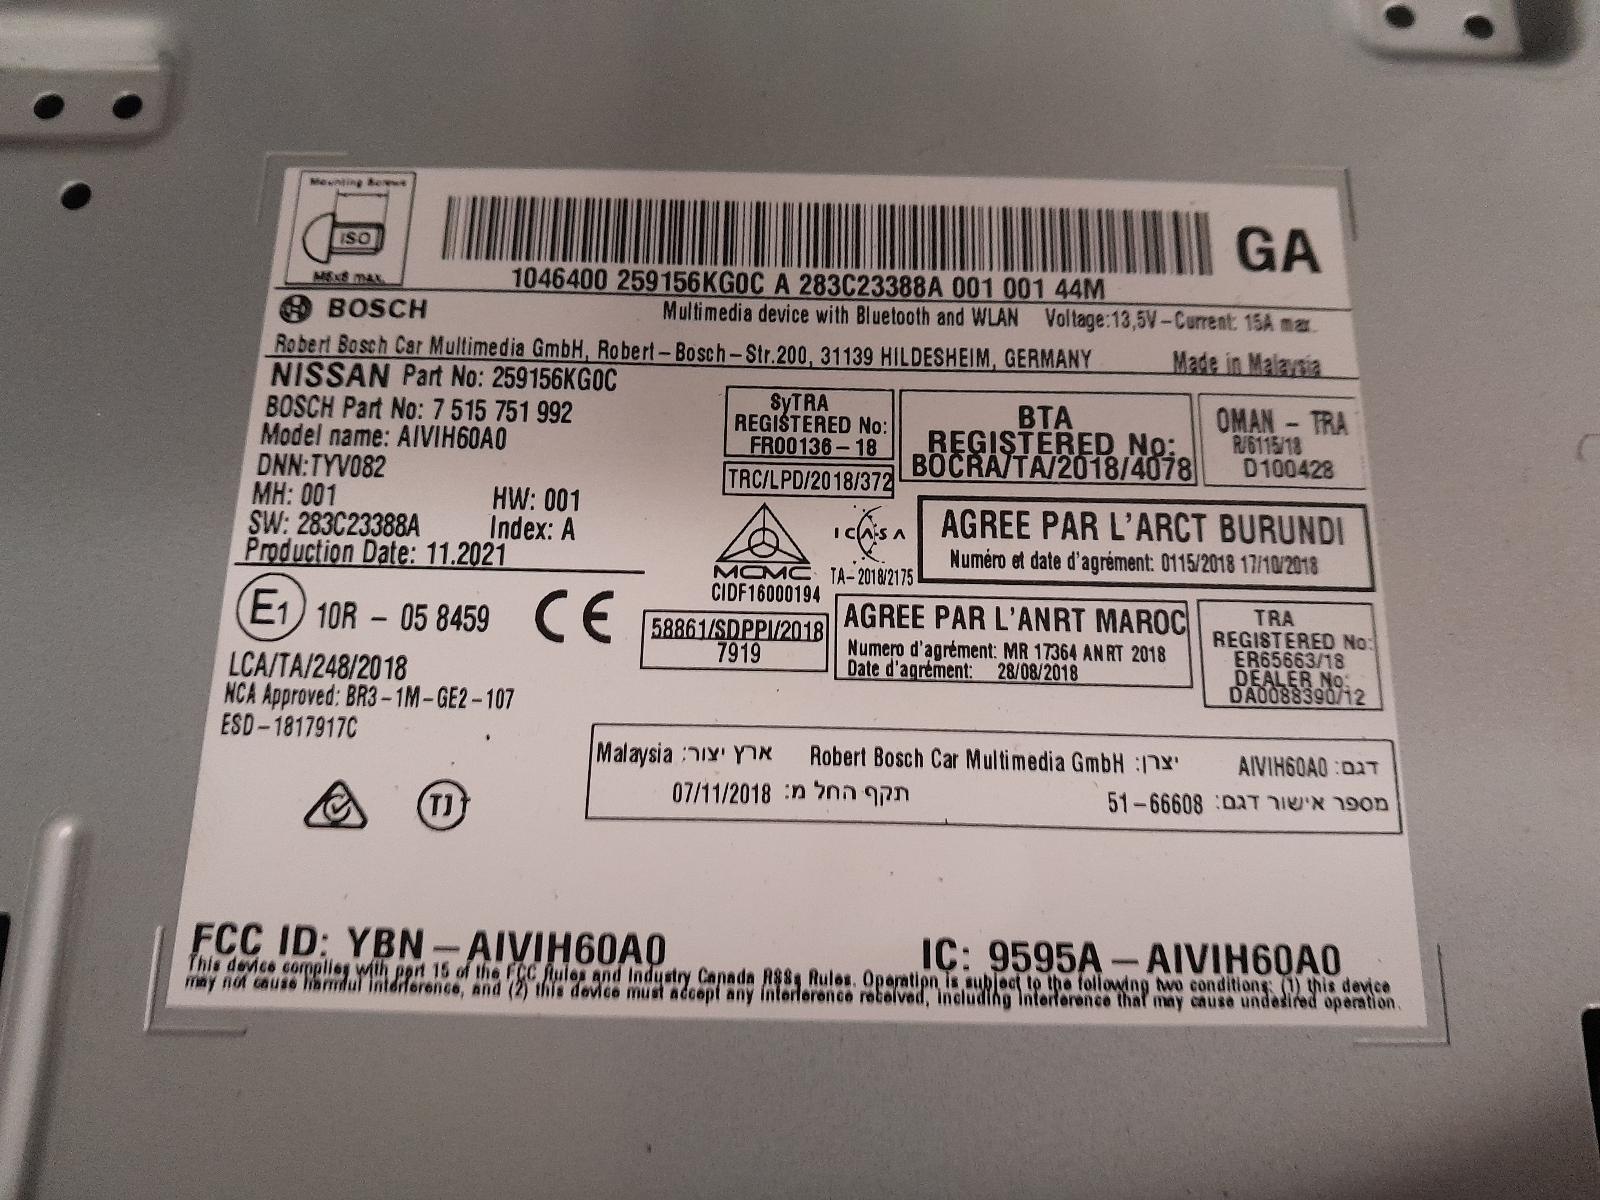 Mounting Screws
ISO
M5x8 max.
1046400 259156KG0C A 283C23388A 001 001 44M
GA
BOSCH
Multimedia device with Bluetooth and WLAN Voltage:13,5V – Current: 15A max.
Robert Bosch Car Multimedia GmbH, Robert – Bosch – Str.200, 31139 HILDESHEIM, GERMANY Made in Malaysia
NISSAN Part No: 259156KG0C
BOSCH Part No: 7 515 751 992
Model name: AIVIH60A0
DNN:TYV082
MH: 001 HW: 001
SW: 283C23388A Index: A
Production Date: 11.2021
SyTRA
REGISTERED No:
FR00136 – 18
TRC/LPD/2018/372
BTA
REGISTERED No:
BOCRA/TA/2018/4078
OMAN – TRA
R/6115/18
D100428
MCMC
CIDF16000194
ICASA
TA – 2018/2175
AGREE PAR L'ARCT BURUNDI
Numéro et date d'agrément: 0115/2018 17/10/2018
E1 10R – 05 8459 CE
58861/SDPPI/2018
7919
AGREE PAR L'ANRT MAROC
Numero d'agrément: MR 17364 ANRT 2018
Date d'agrément: 28/08/2018
TRA
REGISTERED No:
ER65663/18
DEALER No:
DA0088390/12
LCA/TA/248/2018
NCA Approved: BR3 – 1M – GE2 – 107
ESD – 1817917C
דגם: AIVIH60A0 יצרן: Robert Bosch Car Multimedia GmbH ארץ יצור: Malaysia
מספר אישור דגם: 51 – 66608 תקף החל מ: 07/11/2018
FCC ID: YBN – AIVIH60A0 IC: 9595A – AIVIH60A0
This device complies with part 15 of the FCC Rules and Industry Canada RSSs Rules. Operation is subject to the following two conditions: (1) this device
may not cause harmful interference, and (2) this device must accept any interference received, including interference that may cause undesired operation.